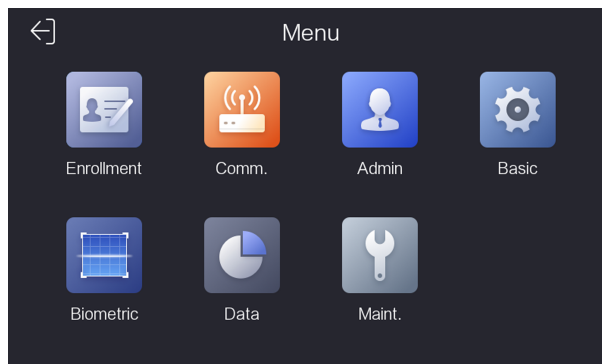 Menu
Enrollment Comm. Admin Basic
Biometric Data Maint.